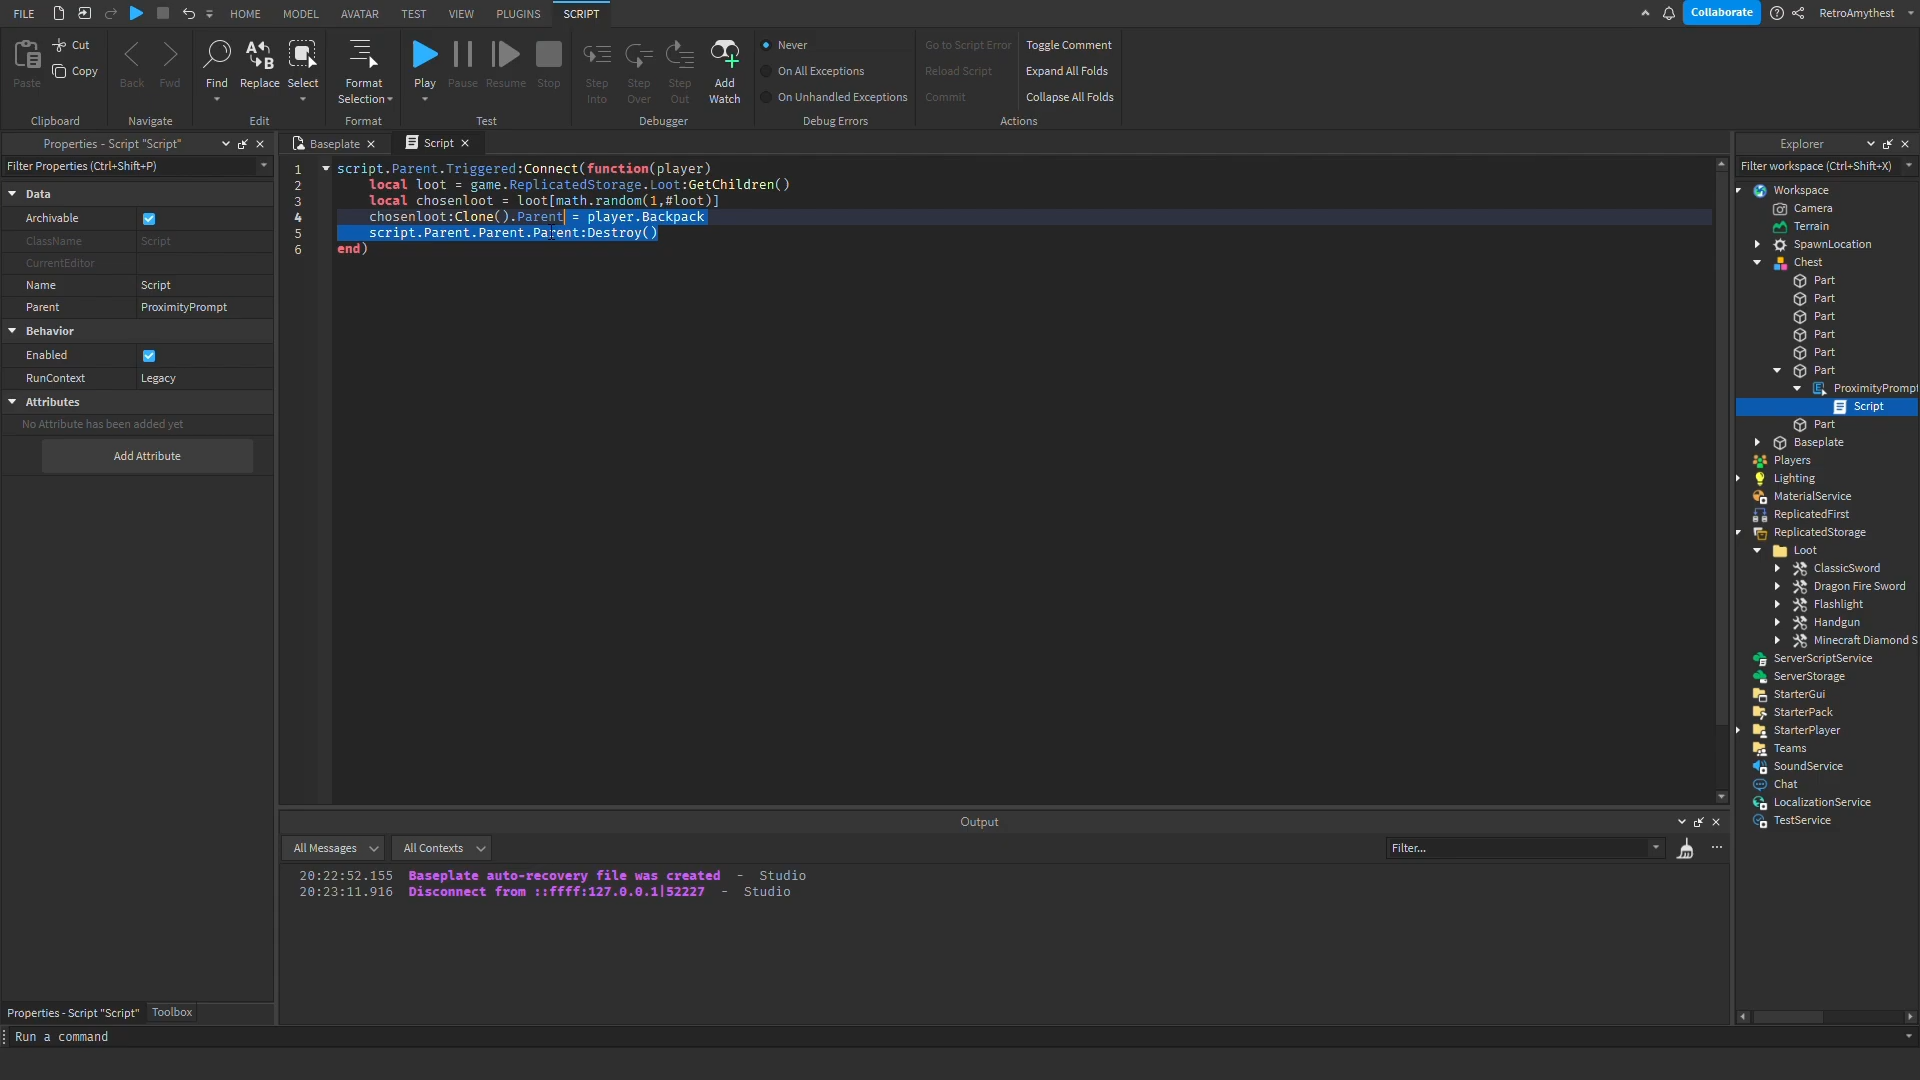 FILE HOME MODEL AVATAR TEST VIEW PLUGINS SCRIPT Collaborate RetroAmythest
Paste Cut Copy
Clipboard
Back Fwd
Navigate
Find Replace Select
Edit
Format Selection
Format
Play Pause Resume Stop
Test
Step Into Step Over Step Out Add Watch
Debugger
Never
On All Exceptions
On Unhandled Exceptions
Debug Errors
Go to Script Error
Reload Script
Commit
Toggle Comment
Expand All Folds
Collapse All Folds
Actions
Properties - Script "Script"
Filter Properties (Ctrl+Shift+P)
Data
Archivable
ClassName Script
CurrentEditor
Name Script
Parent ProximityPrompt
Behavior
Enabled
RunContext Legacy
Attributes
No Attribute has been added yet
Add Attribute
Properties - Script "Script" Toolbox
Baseplate Script
1 script.Parent.Triggered:Connect(function(player)
2 local loot = game.ReplicatedStorage.Loot:GetChildren()
3 local chosenloot = loot[math.random(1,#loot)]
4 chosenloot:Clone().Parent = player.Backpack
5 script.Parent.Parent.Parent:Destroy()
6 end)
Output
All Messages All Contexts Filter...
20:22:52.155 Baseplate auto-recovery file was created - Studio
20:23:11.916 Disconnect from ::ffff:127.0.0.1|52227 - Studio
Explorer
Filter workspace (Ctrl+Shift+X)
Workspace
Camera
Terrain
SpawnLocation
Chest
Part
Part
Part
Part
Part
Part
ProximityPrompt
Script
Part
Baseplate
Players
Lighting
MaterialService
ReplicatedFirst
ReplicatedStorage
Loot
ClassicSword
Dragon Fire Sword
Flashlight
Handgun
Minecraft Diamond S
ServerScriptService
ServerStorage
StarterGui
StarterPack
StarterPlayer
Teams
SoundService
Chat
LocalizationService
TestService
Run a command